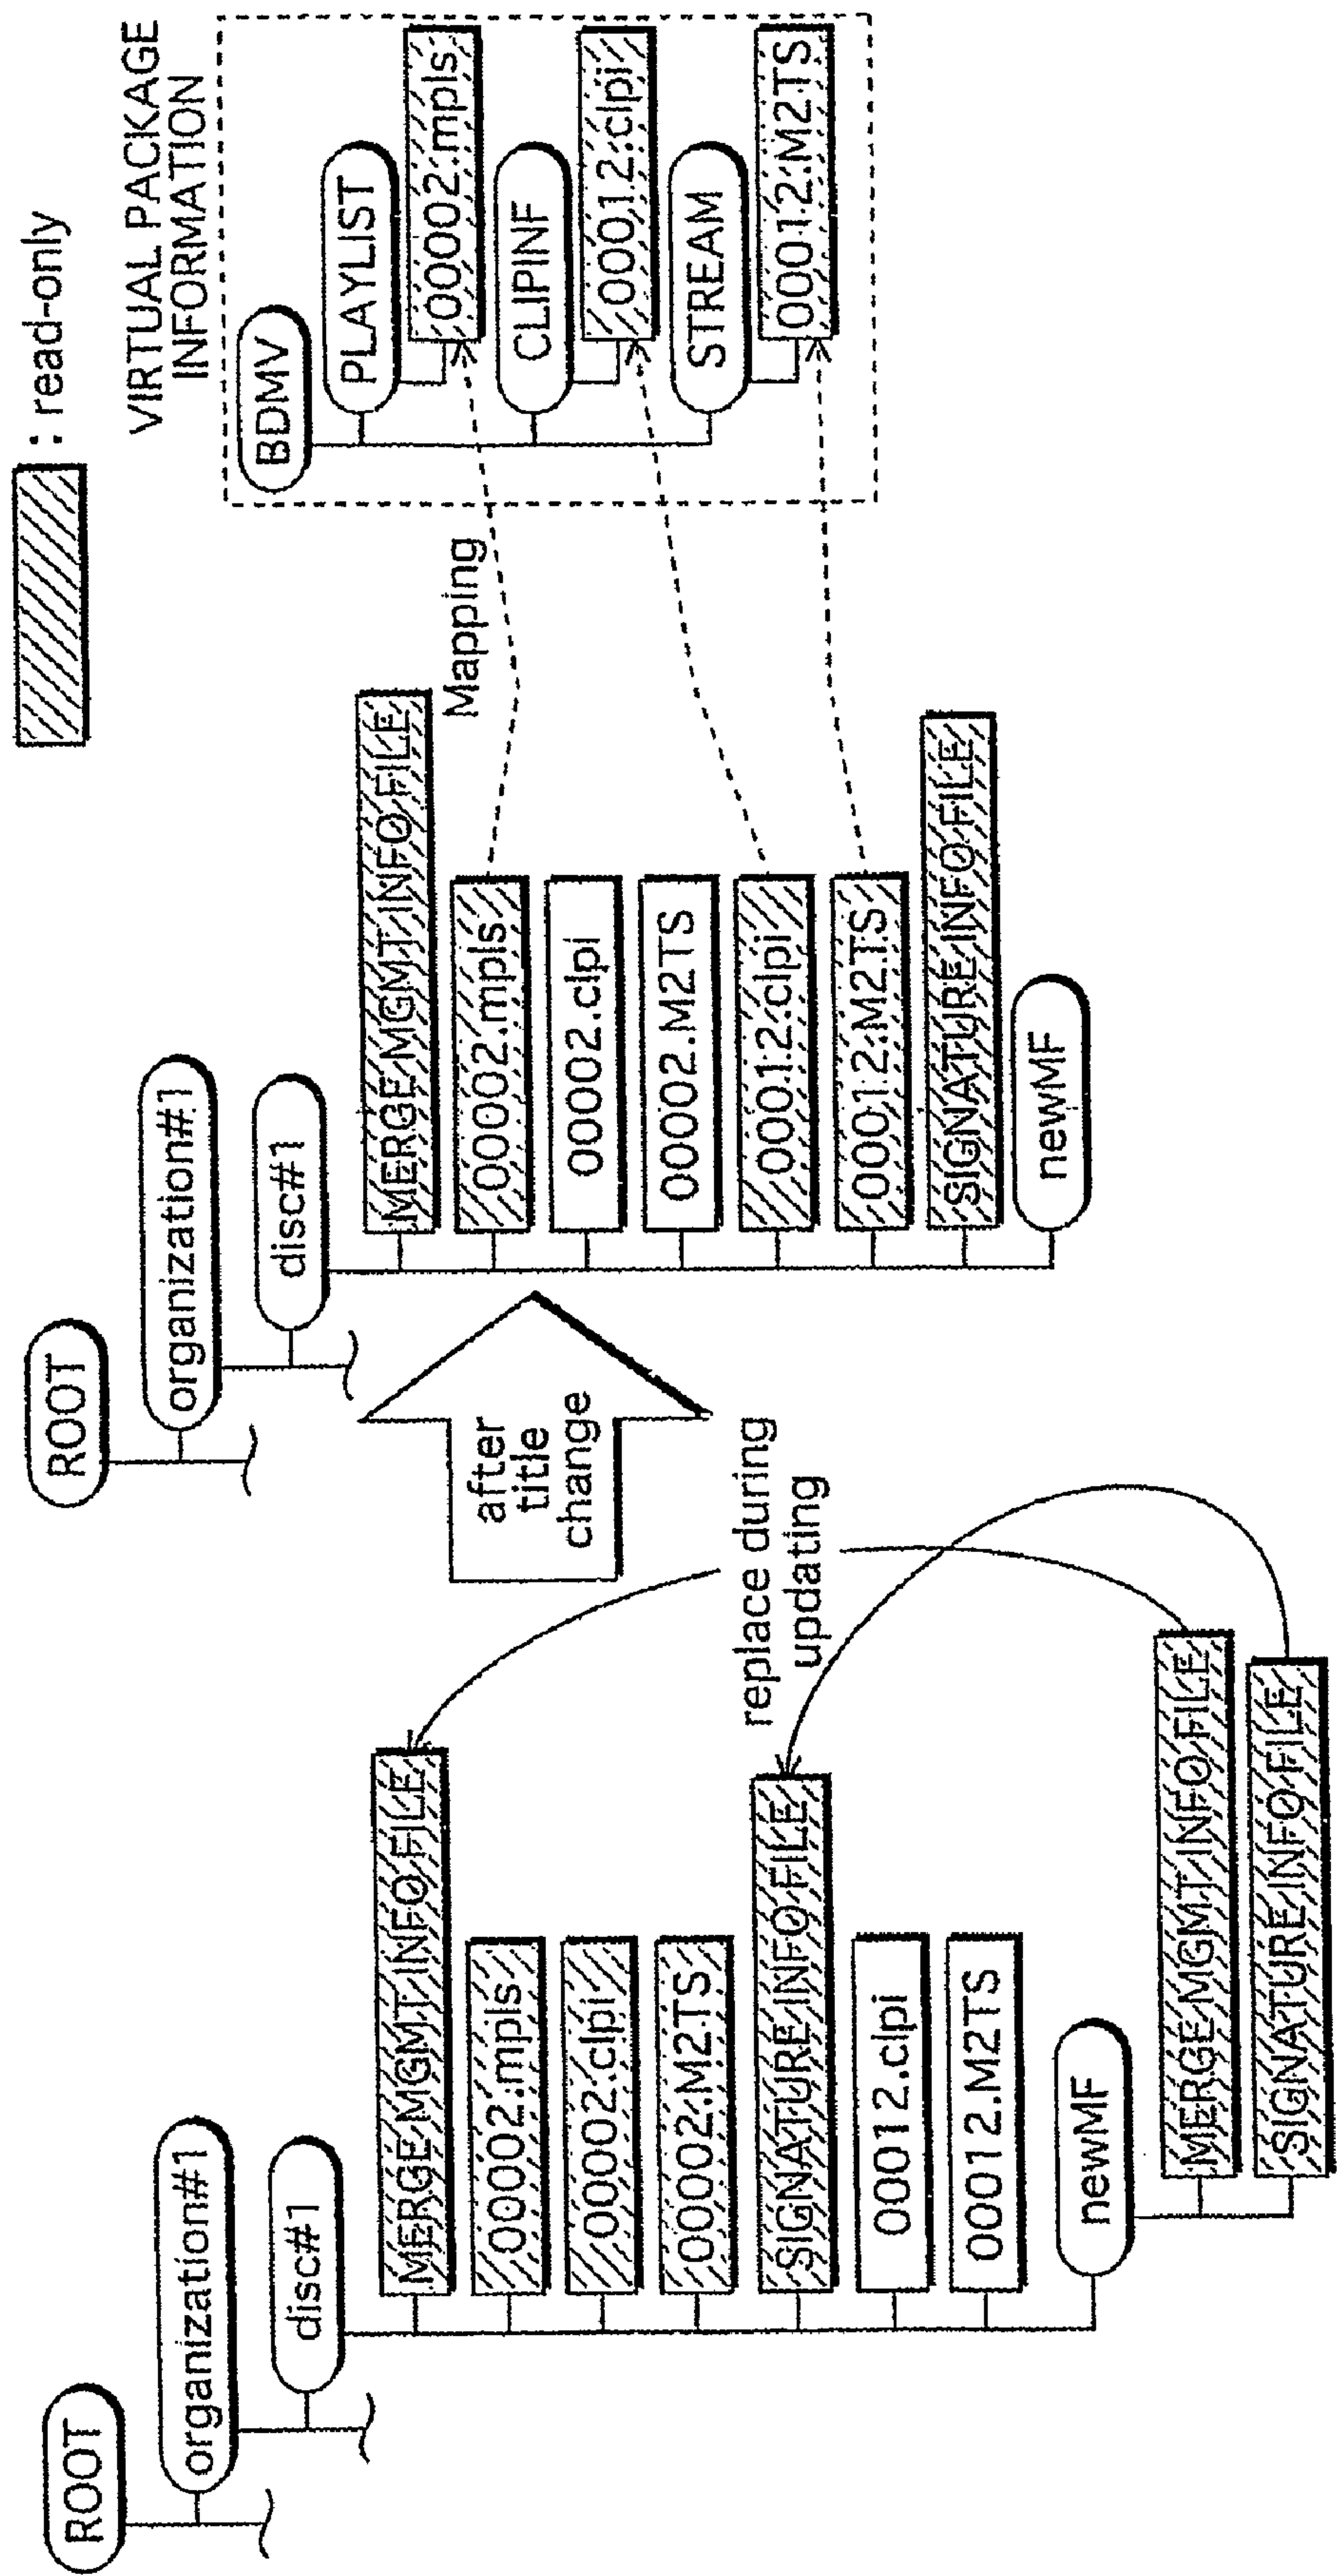 : read-only
ROOT
organization#1
disc#1
MERGE MGMT INFO FILE
00002.mpls
00002.clpi
00002.M2TS
SIGNATURE INFO FILE
00012.clpi
00012.M2TS
newMF
MERGE MGMT INFO FILE
SIGNATURE INFO FILE
replace during
updating
after
title
change
ROOT
organization#1
disc#1
MERGE MGMT INFO FILE
00002.mpls
00002.clpi
00002.M2TS
00012.clpi
00012.M2TS
SIGNATURE INFO FILE
newMF
Mapping
VIRTUAL PACKAGE
INFORMATION
BDMV
PLAYLIST
00002.mpls
CLIPINF
00012.clpi
STREAM
00012.M2TS